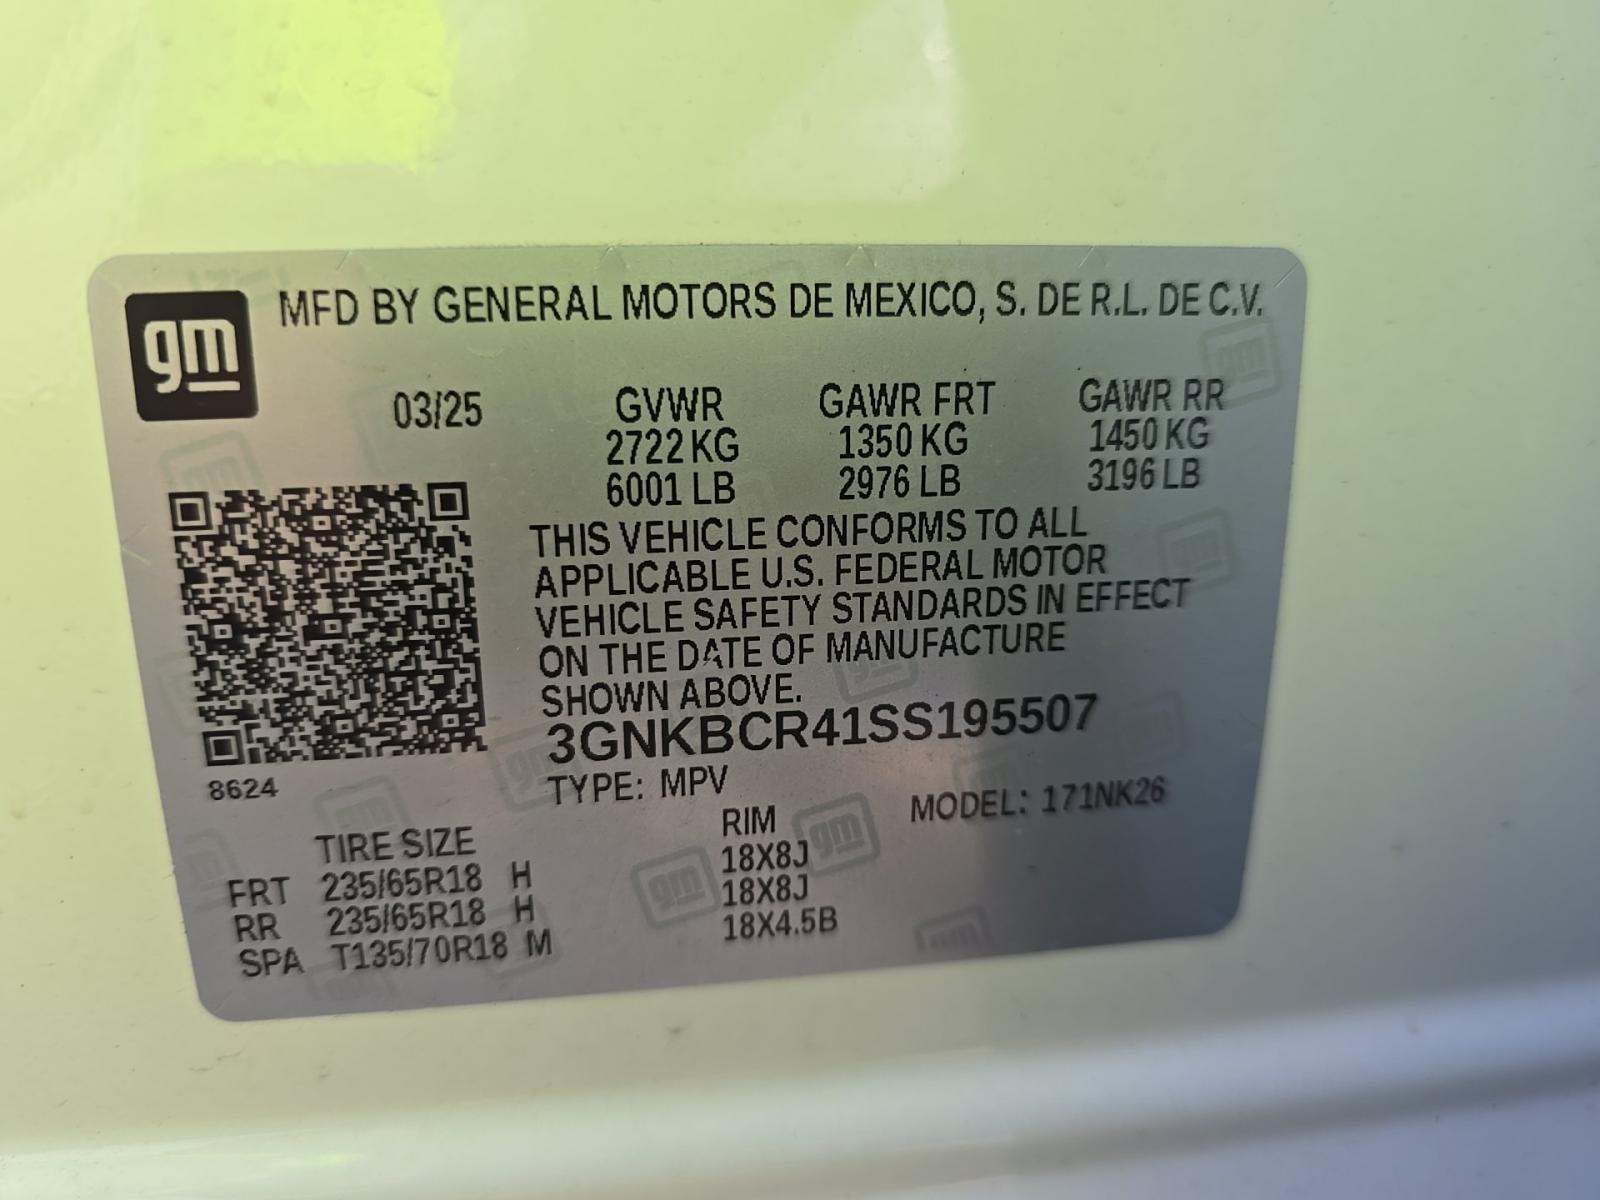 gm
MFD BY GENERAL MOTORS DE MEXICO, S. DE R.L. DE C.V.
03/25 GVWR GAWR FRT GAWR RR
2722 KG 1350 KG 1450 KG
6001 LB 2976 LB 3196 LB
THIS VEHICLE CONFORMS TO ALL
APPLICABLE U.S. FEDERAL MOTOR
VEHICLE SAFETY STANDARDS IN EFFECT
ON THE DATE OF MANUFACTURE
SHOWN ABOVE.
3GNKBCR41SS195507
8624
TYPE: MPV MODEL: 171NK26
TIRE SIZE RIM
FRT 235/65R18 H 18X8J
RR 235/65R18 H 18X8J
SPA T135/70R18 M 18X4.5B